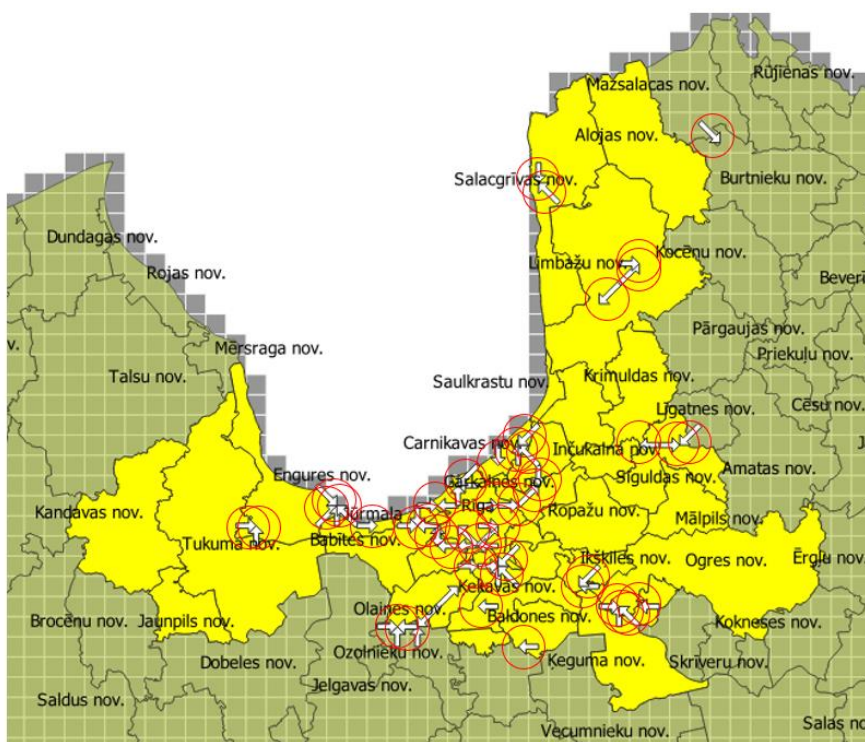 Mazsalacas nov.
Rūjienas nov.
Alojas nov.
Salacgrīvas nov.
Burtnieku nov.
Dundagas nov.
Rojas nov.
Limbažu nov.
Kocēnu nov.
Beverī
v.
Mērsraga nov.
Pārgaujas nov.
Priekuļu nov.
Talsu nov.
Saulkrastu nov.
Krimuldas nov.
Līgatnes nov.
Cēsu nov.
Carnikavas nov.
Inčukalna nov.
Engures nov.
Garkalnes nov.
Siguldas nov.
Amatas nov.
Kandavas nov.
Jūrmala
Rīga
Ropažu nov.
Mālpils nov.
Tukuma nov.
Babītes nov.
Ikšķiles nov.
Ogres nov.
Ērgļu nov.
Ķekavas nov.
Brocēnu nov.
Jaunpils nov.
Olaines nov.
Baldones nov.
Kokneses nov.
Dobeles nov.
Ozolnieku nov.
Ķeguma nov.
Skrīveru nov.
Saldus nov.
Jelgavas nov.
Vecumnieku nov.
Salas no